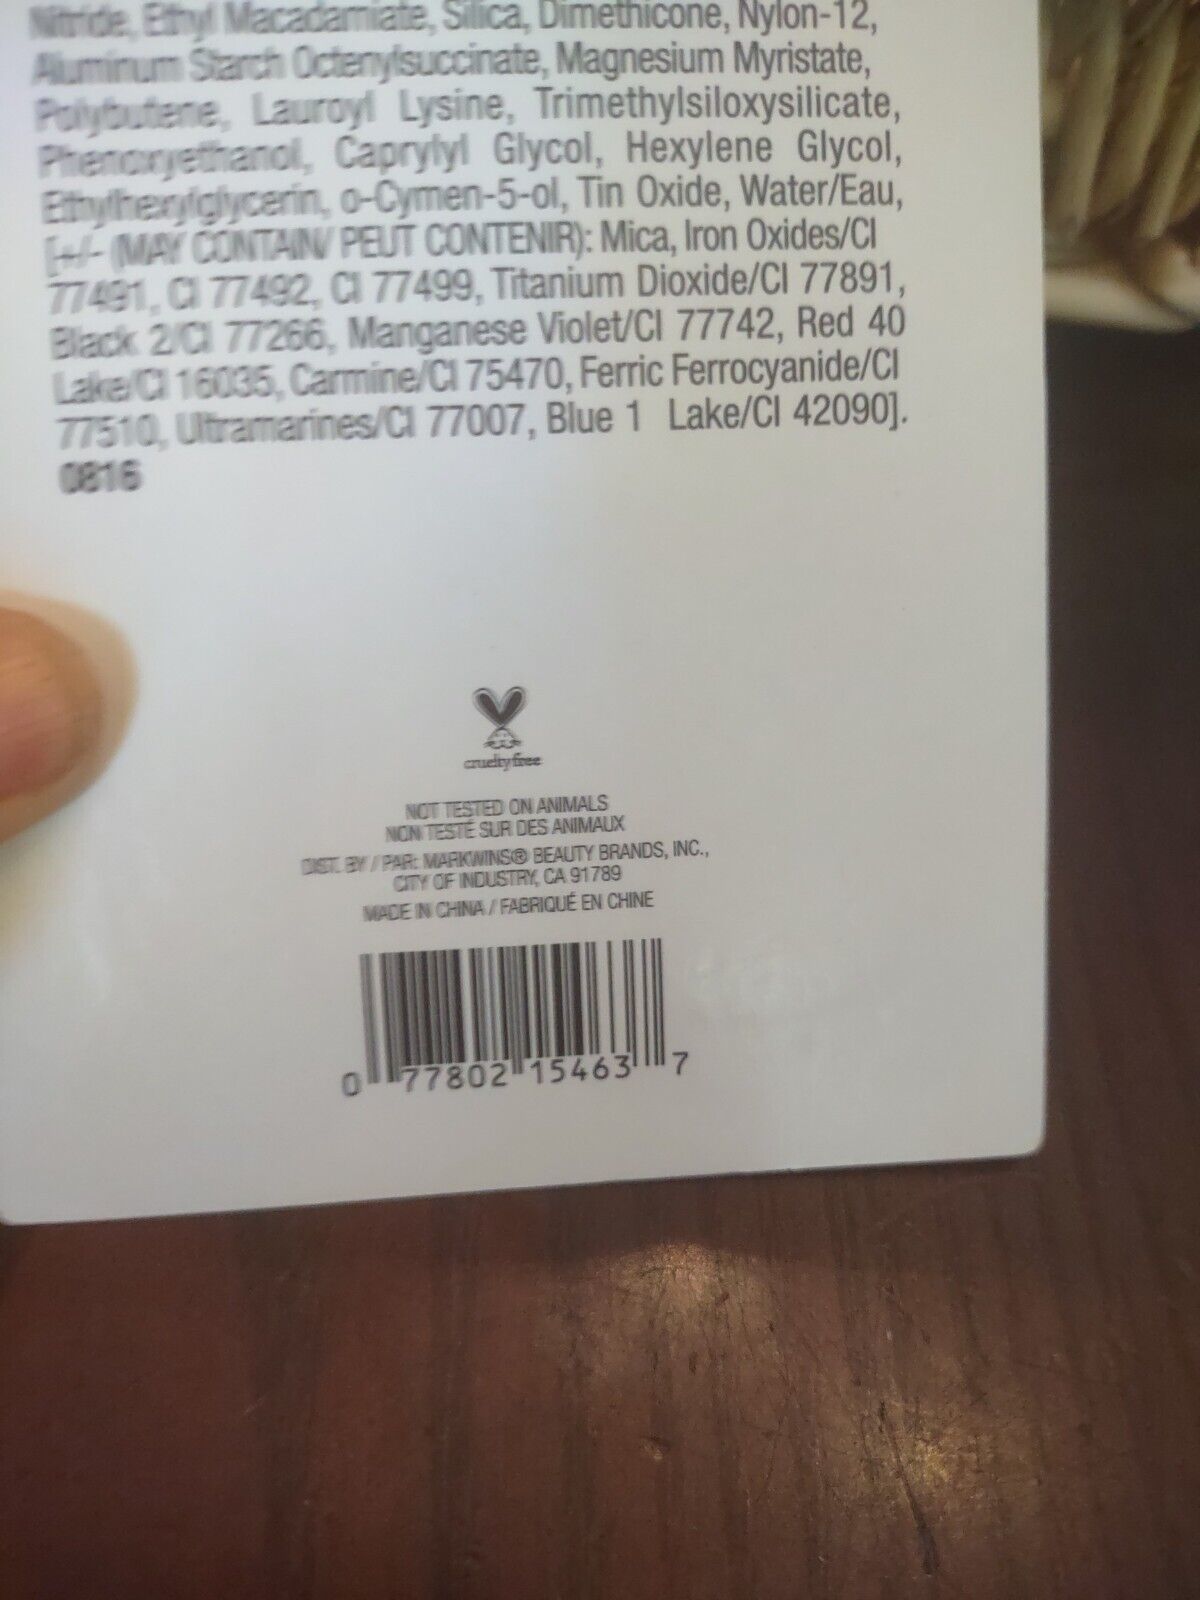 Nitride, Ethyl Macadamiate, Silica, Dimethicone, Nylon-12,
Aluminum Starch Octenylsuccinate, Magnesium Myristate,
Polybutene, Lauroyl Lysine, Trimethylsiloxysilicate,
Phenoxyethanol, Caprylyl Glycol, Hexylene Glycol,
Ethylhexylglycerin, o-Cymen-5-ol, Tin Oxide, Water/Eau,
[+/- (MAY CONTAIN/ PEUT CONTENIR): Mica, Iron Oxides/CI
77491, CI 77492, CI 77499, Titanium Dioxide/CI 77891,
Black 2/CI 77266, Manganese Violet/CI 77742, Red 40
Lake/CI 16035, Carmine/CI 75470, Ferric Ferrocyanide/CI
77510, Ultramarines/CI 77007, Blue 1 Lake/CI 42090].
0816
crueltyfree
NOT TESTED ON ANIMALS
NON TESTÉ SUR DES ANIMAUX
DIST. BY / PAR: MARKWINS® BEAUTY BRANDS, INC.,
CITY OF INDUSTRY, CA 91789
MADE IN CHINA / FABRIQUÉ EN CHINE
0 77802 15463 7